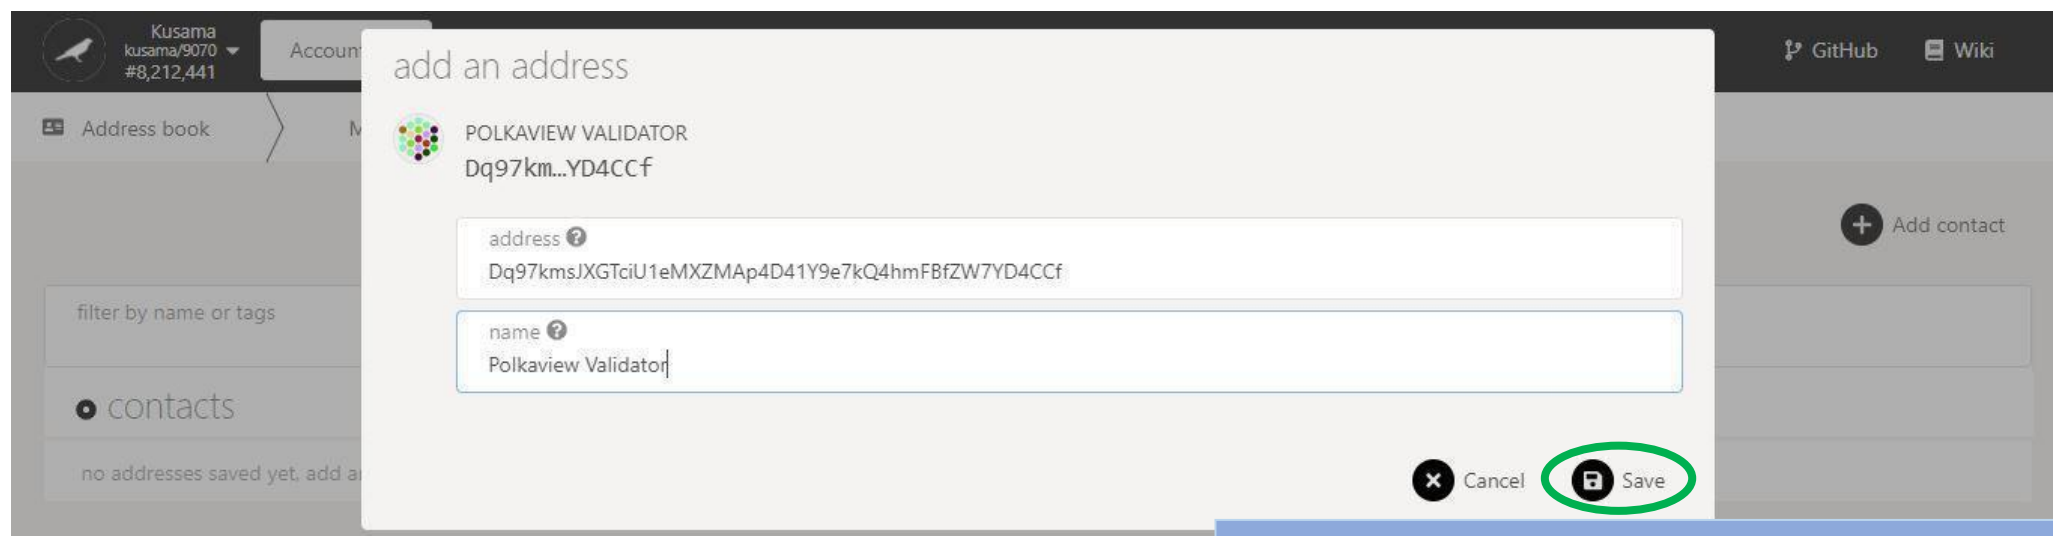 Kusama
kusama/9070
#8,212,441
Accoun
GitHub
Wiki
Address book
M
add an address
POLKAVIEW VALIDATOR
Dq97km...YD4CCf
address
Dq97kmsJXGTciU1eMXZMAp4D41Y9e7kQ4hmFBfZW7YD4CCf
Add contact
filter by name or tags
name
Polkaview Validator
contacts
no addresses saved yet, add a
Cancel
Save